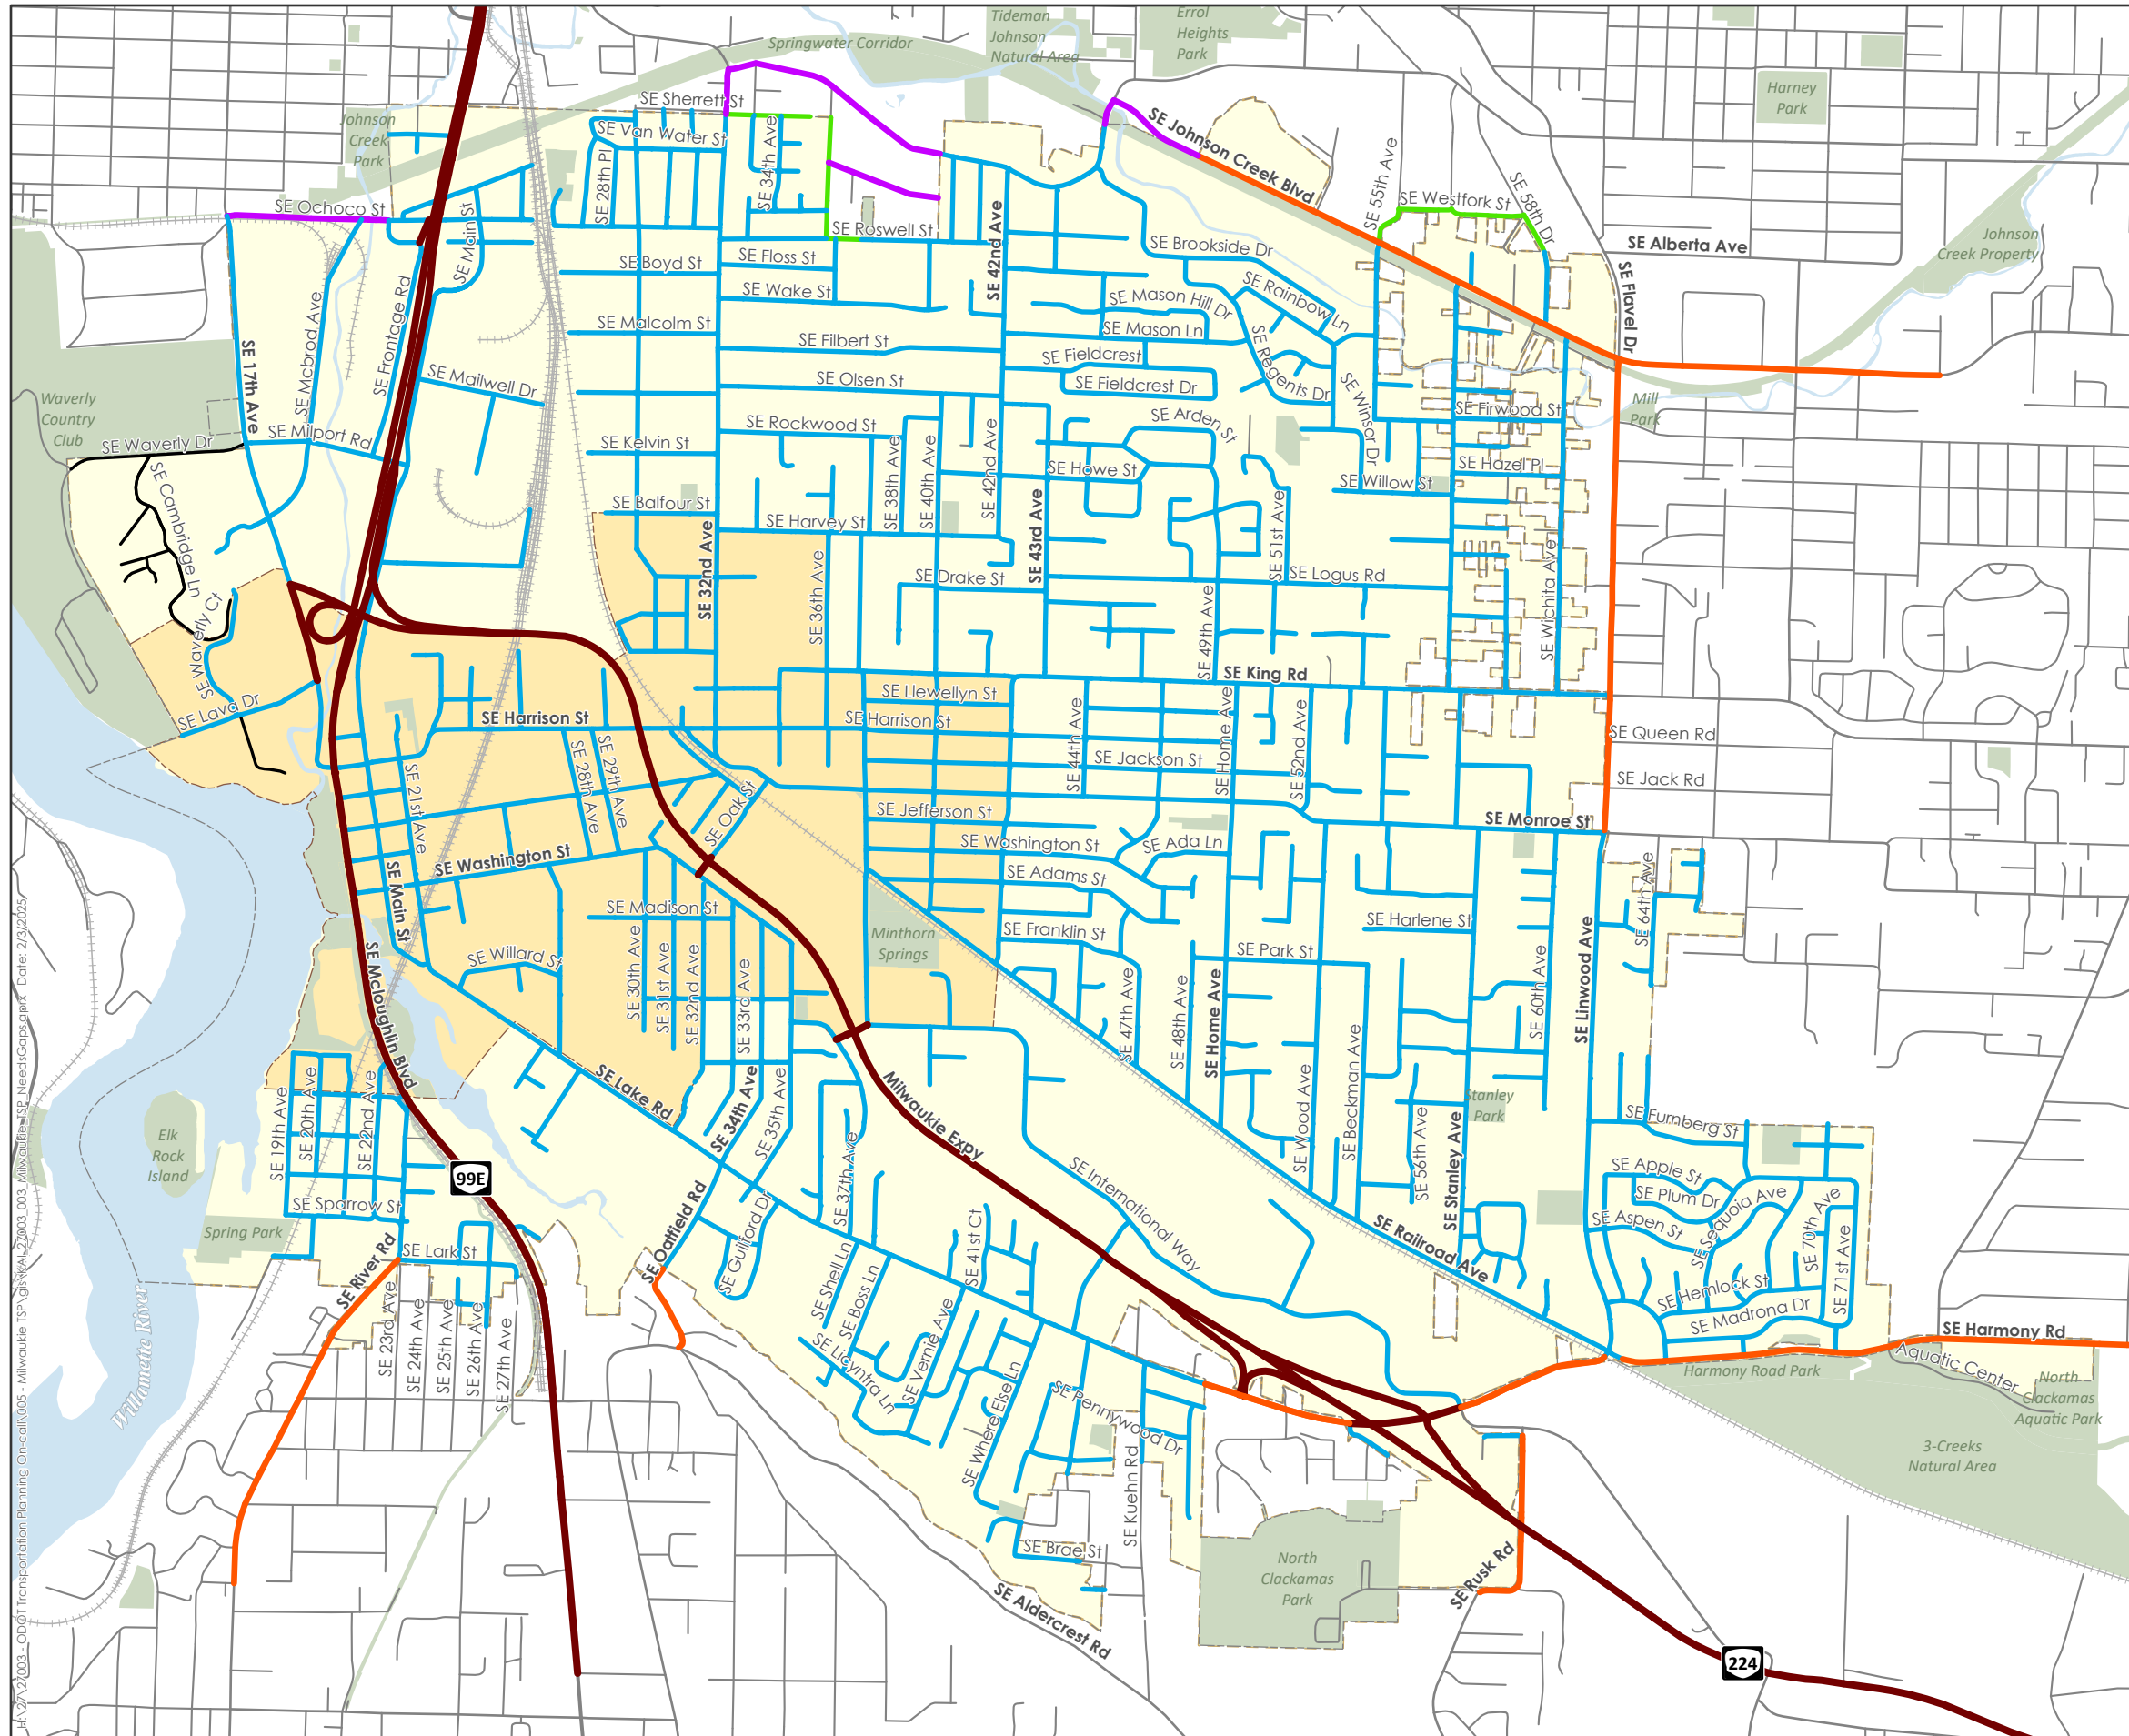 Tideman
Johnson
Natural Area
Errol
Heights
Park
Springwater Corridor
Harney
Park
Johnson
Creek
Park
SE Sherrett St
SE Van Water St
SE 34th Ave
SE 28th Pl
SE Johnson Creek Blvd
SE 55th Ave
SE Westfork St
SE 58th Dr
SE Ochoco St
SE Main St
SE Roswell St
SE 42nd Ave
SE Brookside Dr
SE Alberta Ave
SE Flavel Dr
Johnson
Creek Property
SE Boyd St
SE Floss St
SE Wake St
SE Rainbow Ln
SE Mason Hill Dr
SE Mason Ln
SE Malcolm St
SE Filbert St
SE Frontage Rd
SE Mcbrod Ave
SE 17th Ave
SE Fieldcrest
SE Fieldcrest Dr
SE Regents Dr
SE Winsor Dr
SE Mailwell Dr
SE Olsen St
SE Rockwood St
SE Arden St
SE Firwood St
Mill
Park
Waverly
Country
Club
SE Waverly Dr
SE Milport Rd
SE Kelvin St
SE 38th Ave
SE 40th Ave
SE 42nd Ave
SE Howe St
SE Hazel Pl
SE Willow St
SE Cambridge Ln
SE Balfour St
SE Harvey St
SE 32nd Ave
SE 36th Ave
SE 43rd Ave
SE 51st Ave
SE Drake St
SE Logus Rd
SE Wichita Ave
SE 49th Ave
SE Waverly Ct
SE Lava Dr
SE King Rd
SE Llewellyn St
SE Harrison St
SE Harrison St
SE 44th Ave
SE Home Ave
SE 52nd Ave
SE Queen Rd
SE Jack Rd
SE Jackson St
SE 21st Ave
SE 28th Ave
SE 29th Ave
SE Oak St
SE Jefferson St
SE Monroe St
SE Washington St
SE Washington St
SE Ada Ln
SE Main St
SE Adams St
SE 64th Ave
SE Madison St
SE Harlene St
SE Franklin St
SE Park St
Minthorn
Springs
SE Willard St
SE Mcloughlin Blvd
SE 30th Ave
SE 31st Ave
SE 32nd Ave
SE 33rd Ave
SE 47th Ave
SE 48th Ave
SE Home Ave
SE 60th Ave
SE Linwood Ave
SE Lake Rd
SE 34th Ave
SE 35th Ave
Milwaukie Expy
SE Wood Ave
SE Beckman Ave
SE 56th Ave
SE Stanley Ave
Stanley
Park
SE Furnberg St
Elk
Rock
Island
SE 19th Ave
SE 20th Ave
SE 22nd Ave
99E
SE 37th Ave
SE International Way
SE Apple St
SE Plum Dr
SE Sequoia Ave
SE Aspen St
SE 70th Ave
SE 71st Ave
SE Sparrow St
Spring Park
SE River Rd
SE Lark St
SE Oatfield Rd
SE Guilford Dr
SE 41st Ct
SE Railroad Ave
SE Shell Ln
SE Boss Ln
SE Hemlock St
SE Madrona Dr
SE Harmony Rd
SE 23rd Ave
SE 24th Ave
SE 25th Ave
SE 26th Ave
SE 27th Ave
SE Licyntra Ln
SE Vernie Ave
SE Where Else Ln
SE Pennywood Dr
SE Kuehn Rd
Harmony Road Park
Aquatic Center
North
Clackamas
Aquatic Park
Willamette River
3-Creeks
Natural Area
SE Brae St
North
Clackamas
Park
SE Rusk Rd
SE Aldercrest Rd
224
H:\27\27003 - ODOT Transportation Planning On-call\005 - Milwaukie TSP\gis\KAI_27003_003_Milwaukie_TSP_NeedsGaps.aprx Date: 2/3/2025